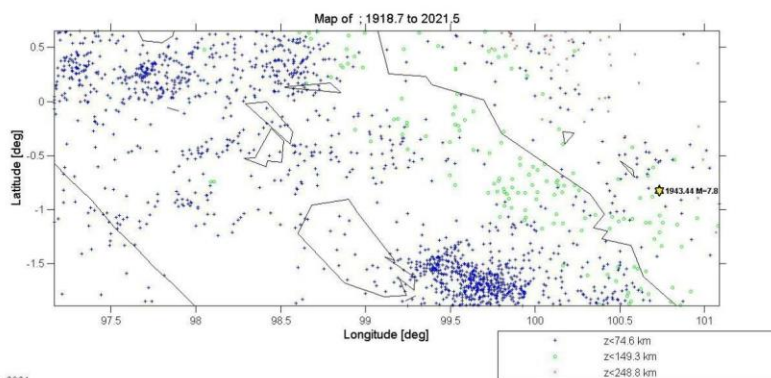 Map of ; 1918.7 to 2021.5
0.5
0
-0.5
-1
-1.5
Latitude [deg]
1943.44 M=7.8
97.5 98 98.5 99 99.5 100 100.5 101
Longitude [deg]
z<74.6 km
z<149.3 km
z<248.8 km